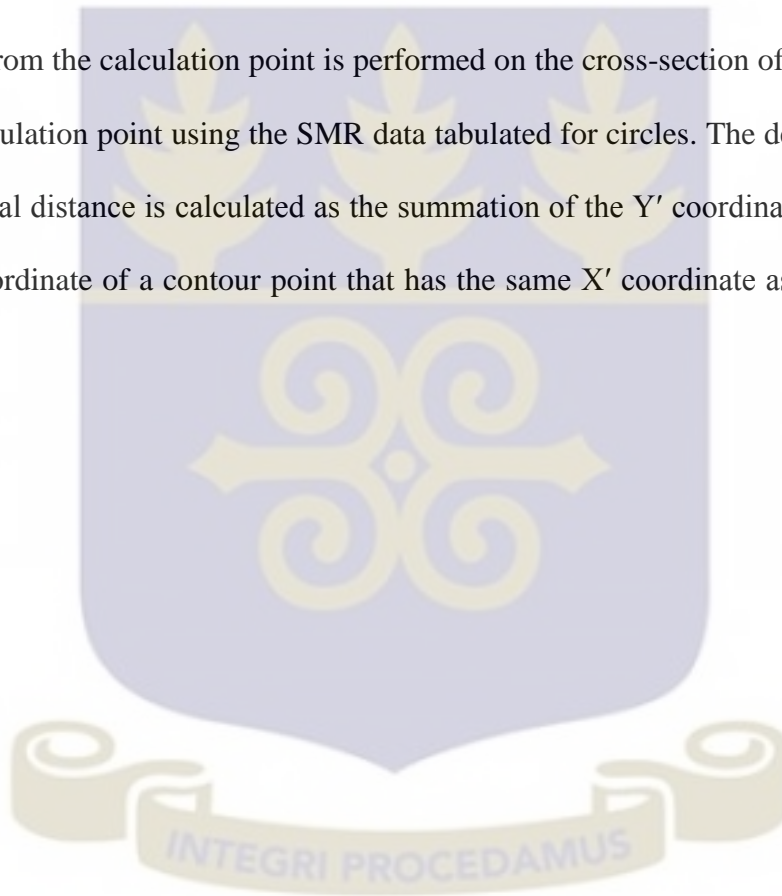 rom the calculation point is performed on the cross-section of
ulation point using the SMR data tabulated for circles. The d
al distance is calculated as the summation of the Y′ coordina
ordinate of a contour point that has the same X′ coordinate as
INTEGRI PROCEDAMUS